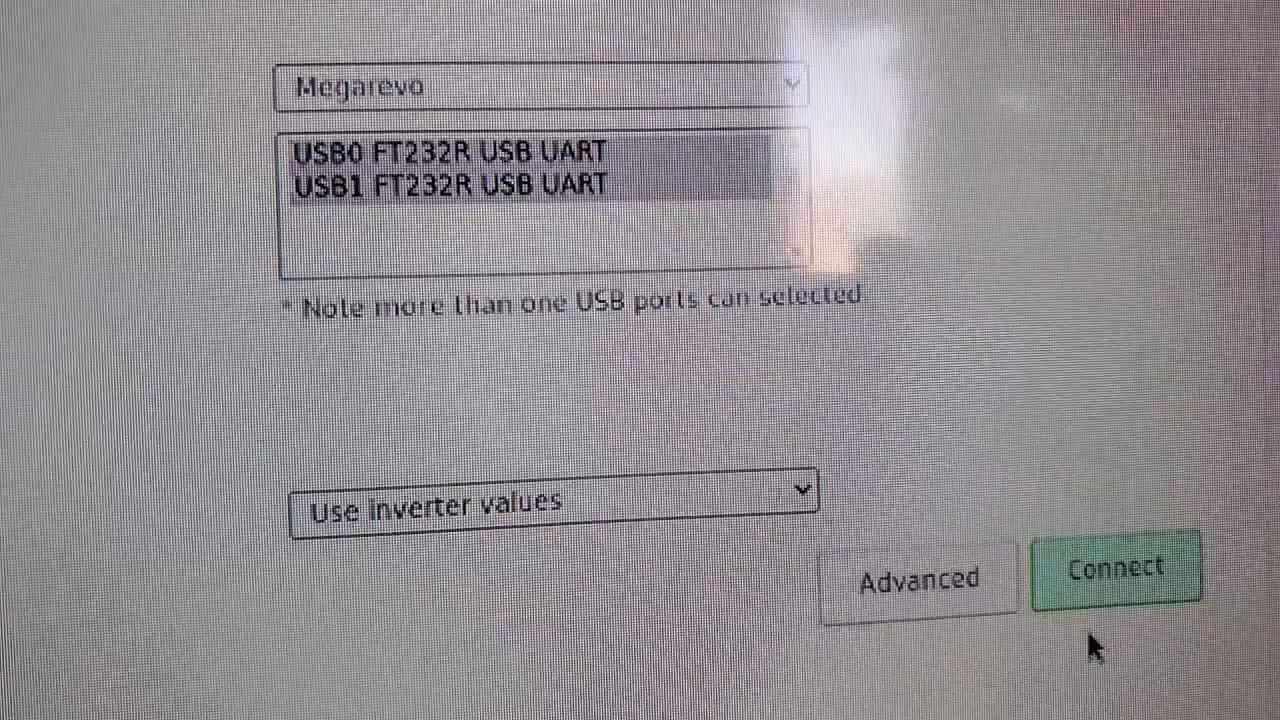 Megarevo
USB0 FT232R USB UART
USB1 FT232R USB UART
* Note more than one USB ports can selected
Use inverter values
Advanced
Connect